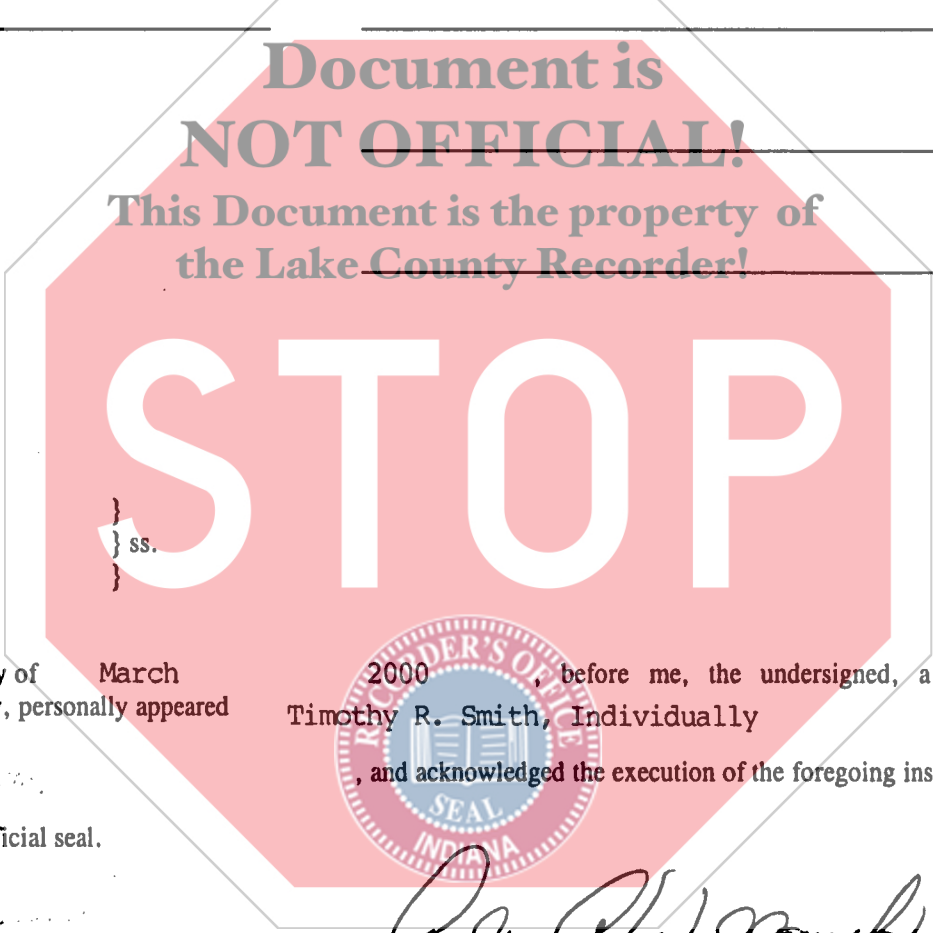 Document is
NOT OFFICIAL!
This Document is the property of
the Lake County Recorder!
STOP
}
} ss.
}
of March 2000 , before me, the undersigned, a
, personally appeared Timothy R. Smith, Individually
, and acknowledged the execution of the foregoing ins
icial seal.
RECORDER'S OFFICE
SEAL
INDIANA